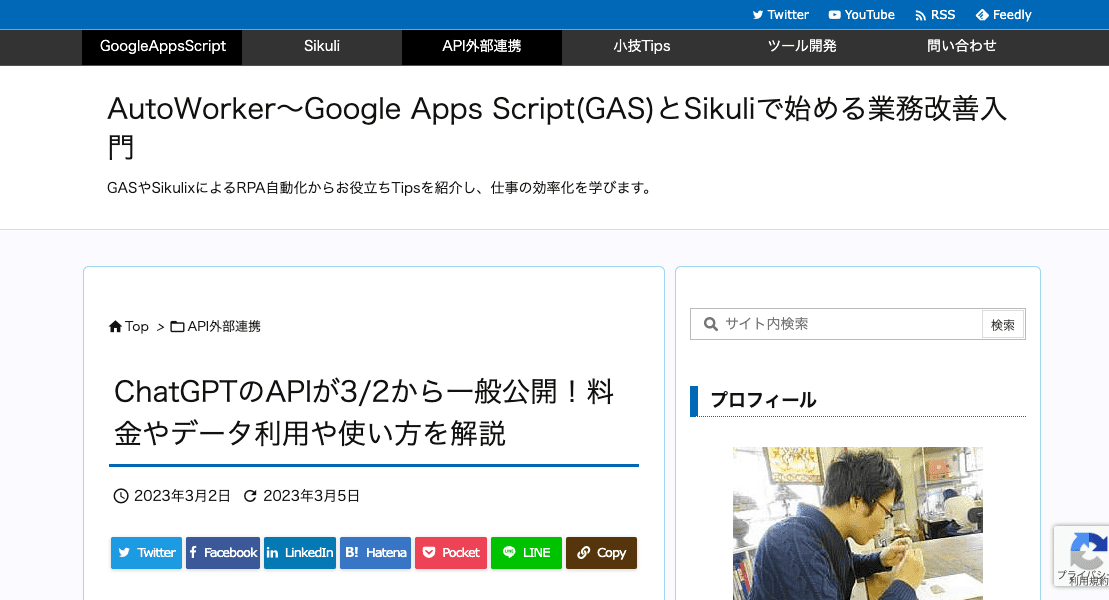 Twitter YouTube RSS Feedly
GoogleAppsScript Sikuli API外部連携 小技Tips ツール開発 問い合わせ
AutoWorker〜Google Apps Script(GAS)とSikuliで始める業務改善入
門
GASやSikulixによるRPA自動化からお役立ちTipsを紹介し、仕事の効率化を学びます。
Top > API外部連携
ChatGPTのAPIが3/2から一般公開！料
金やデータ利用や使い方を解説
2023年3月2日 2023年3月5日
Twitter Facebook LinkedIn B! Hatena Pocket LINE Copy
サイト内検索 検索
プロフィール
プライバシー
利用規約